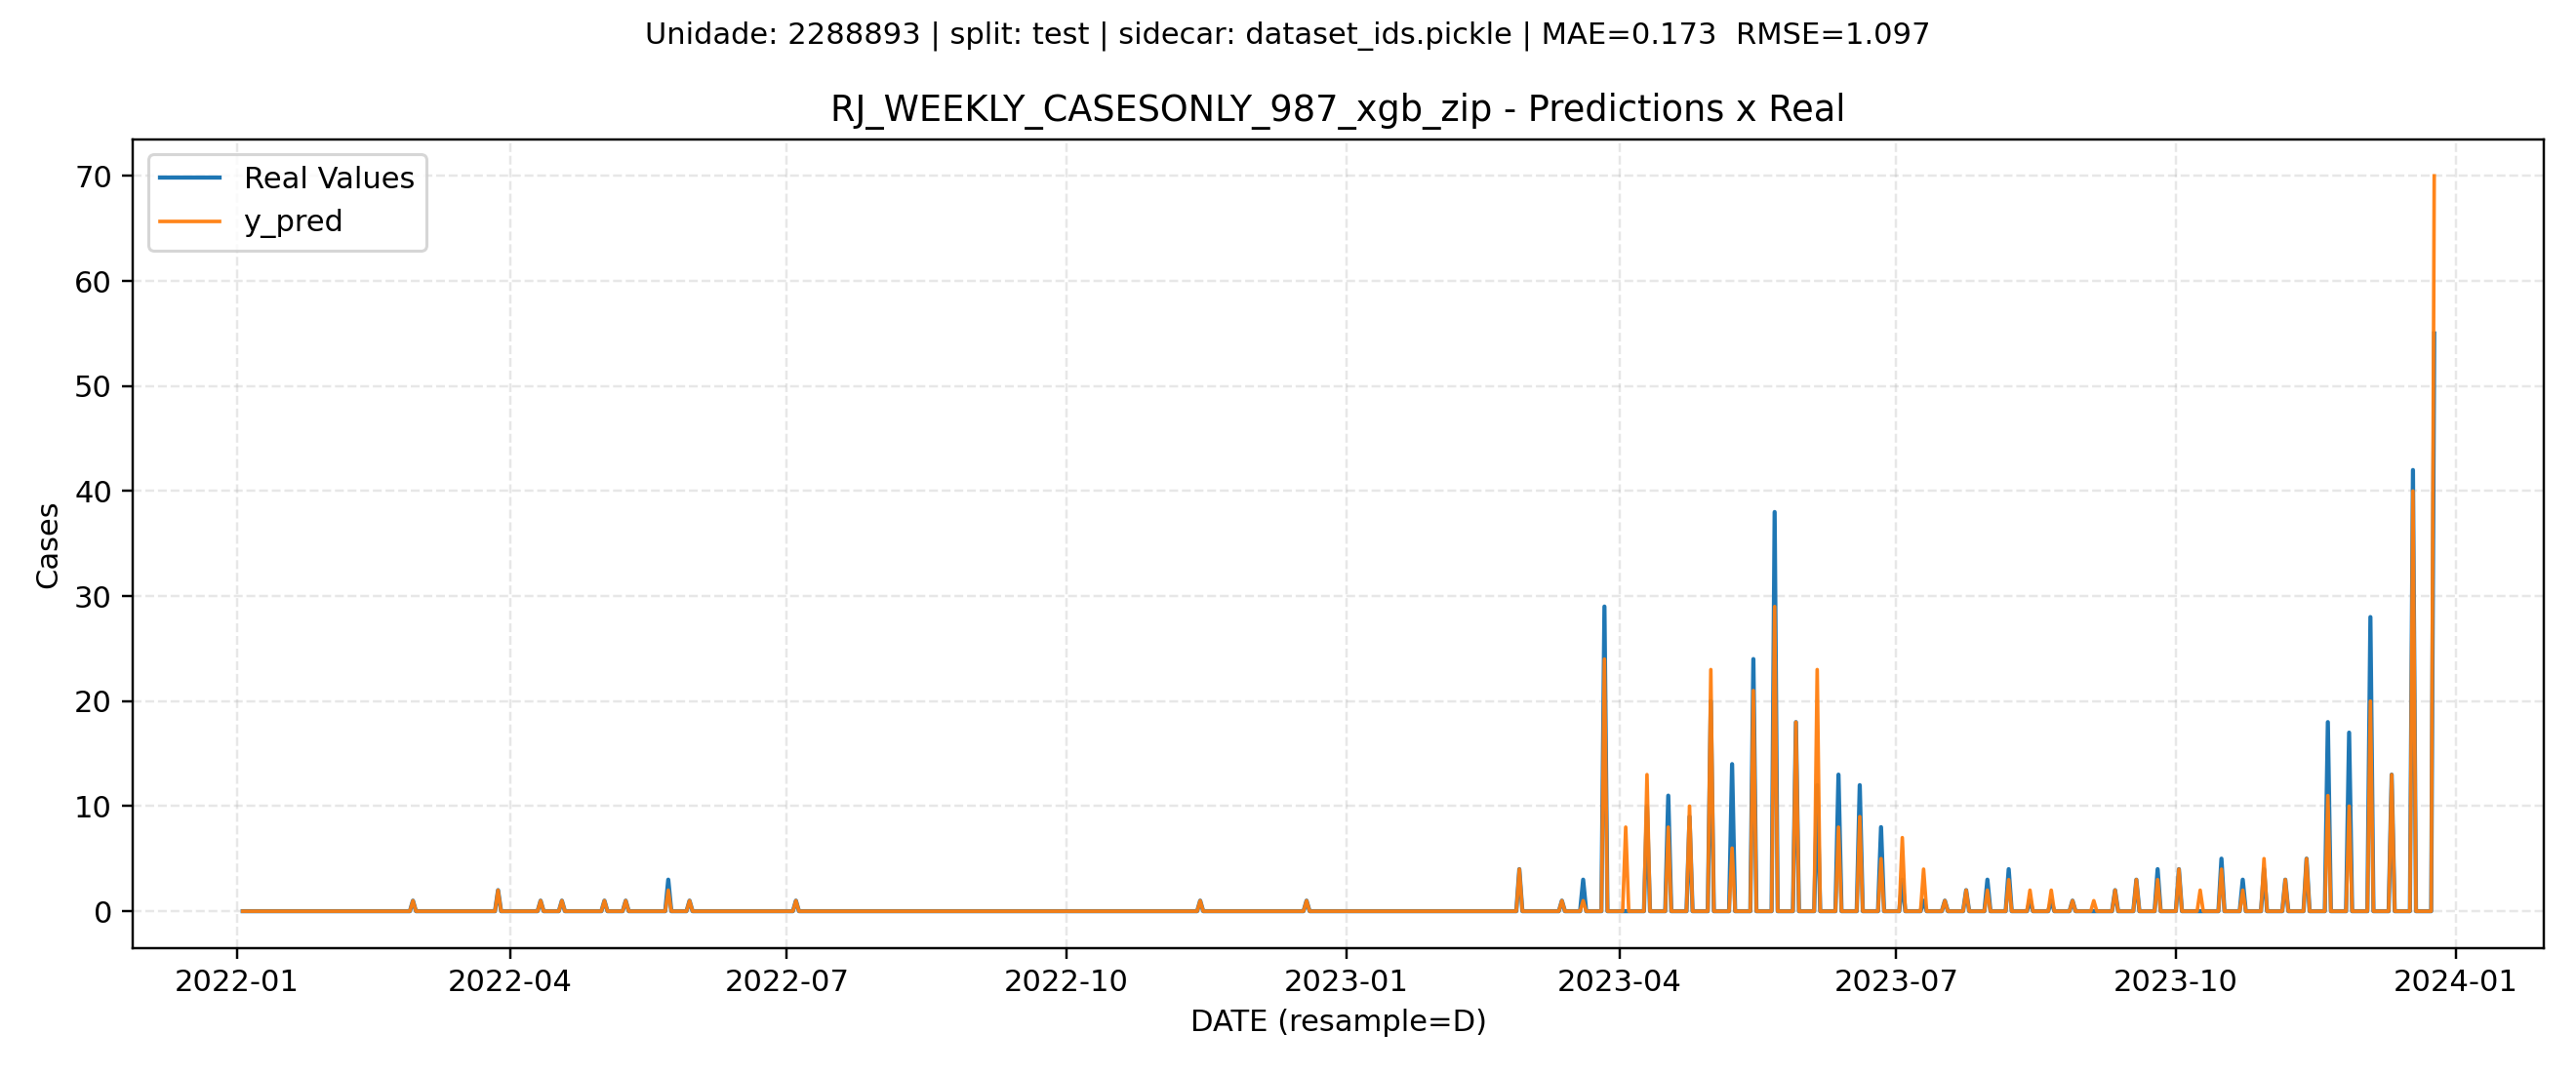 Unidade: 2288893 | split: test | sidecar: dataset_ids.pickle | MAE=0.173  RMSE=1.097
RJ_WEEKLY_CASESONLY_987_xgb_zip - Predictions x Real
Real Values
y_pred
Cases
70
60
50
40
30
20
10
0
2022-01
2022-04
2022-07
2022-10
2023-01
2023-04
2023-07
2023-10
2024-01
DATE (resample=D)